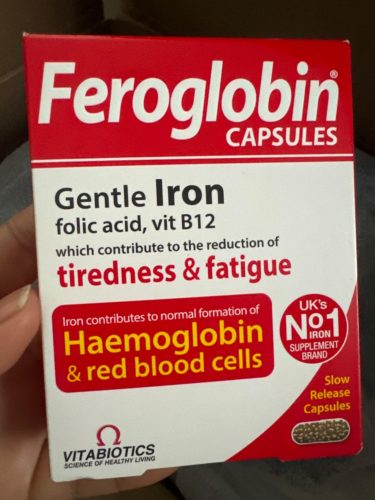 Feroglobin®
CAPSULES
Gentle Iron
folic acid, vit B12
which contribute to the reduction of
tiredness & fatigue
Iron contributes to normal formation of
Haemoglobin
& red blood cells
UK's
No1
IRON
SUPPLEMENT
BRAND
Slow
Release
Capsules
VITABIOTICS
SCIENCE OF HEALTHY LIVING